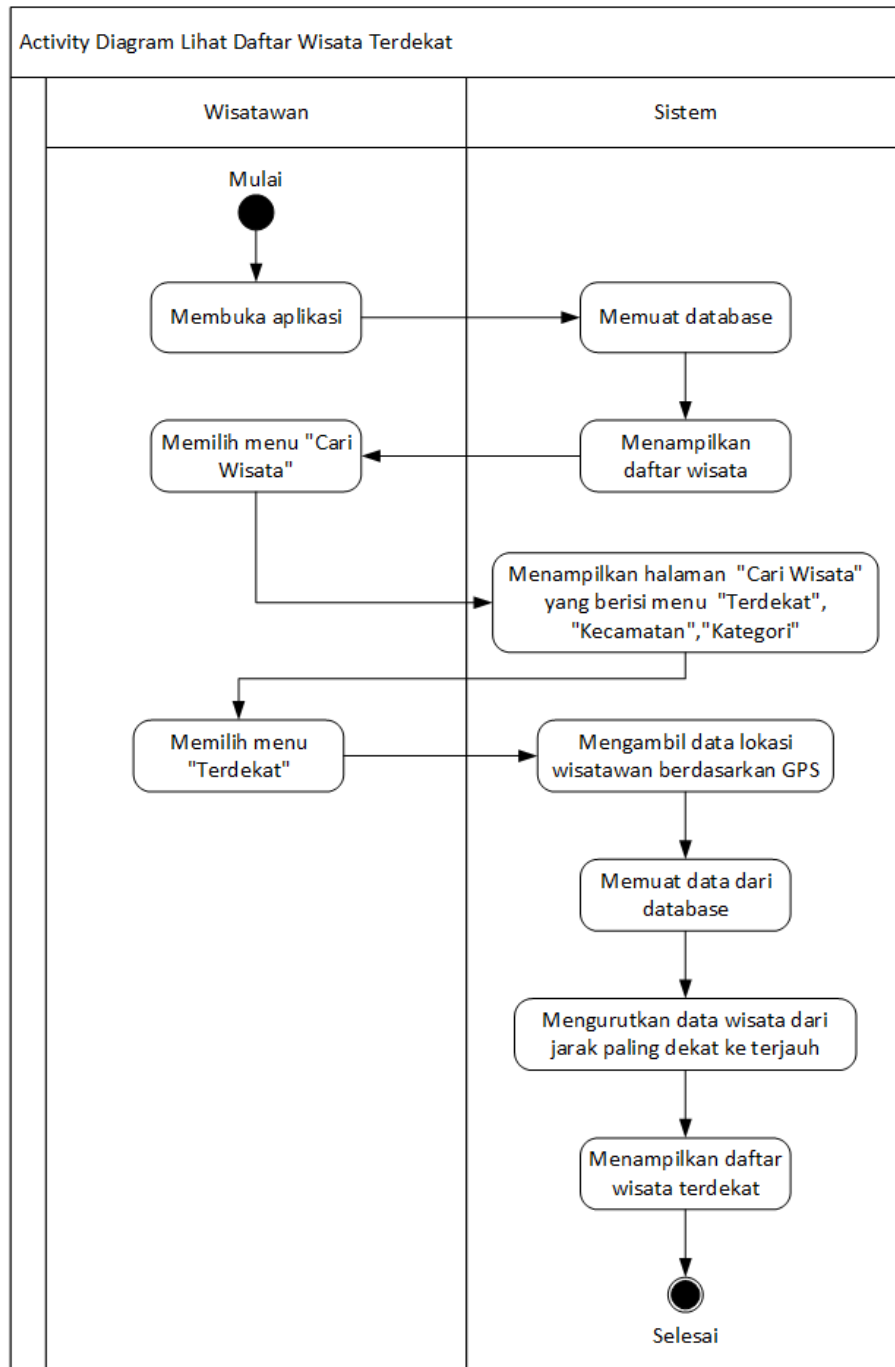 Activity Diagram Lihat Daftar Wisata Terdekat
Wisatawan
Sistem
Mulai
Membuka aplikasi
Memuat database
Memilih menu "Cari
Wisata"
Menampilkan
daftar wisata
Menampilkan halaman "Cari Wisata"
yang berisi menu "Terdekat",
"Kecamatan","Kategori"
Memilih menu
"Terdekat"
Mengambil data lokasi
wisatawan berdasarkan GPS
Memuat data dari
database
Mengurutkan data wisata dari
jarak paling dekat ke terjauh
Menampilkan daftar
wisata terdekat
Selesai